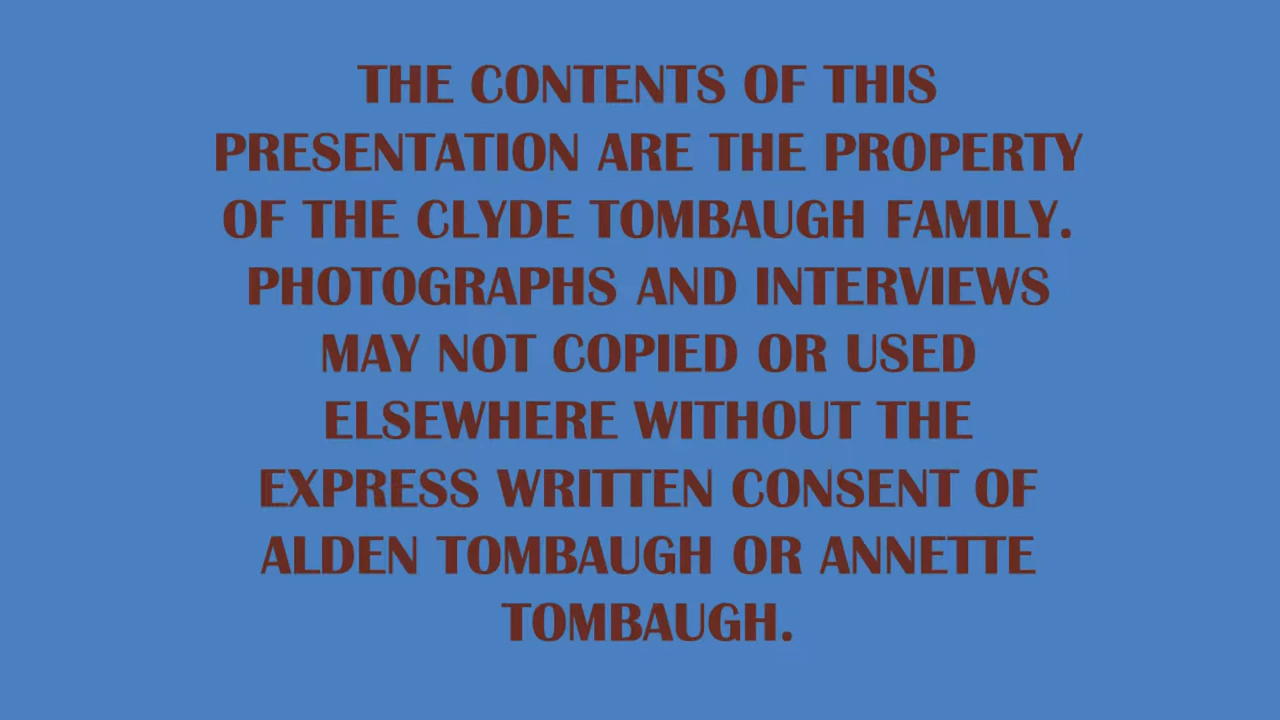 THE CONTENTS OF THIS
PRESENTATION ARE THE PROPERTY
OF THE CLYDE TOMBAUGH FAMILY.
PHOTOGRAPHS AND INTERVIEWS
MAY NOT COPIED OR USED
ELSEWHERE WITHOUT THE
EXPRESS WRITTEN CONSENT OF
ALDEN TOMBAUGH OR ANNETTE
TOMBAUGH.